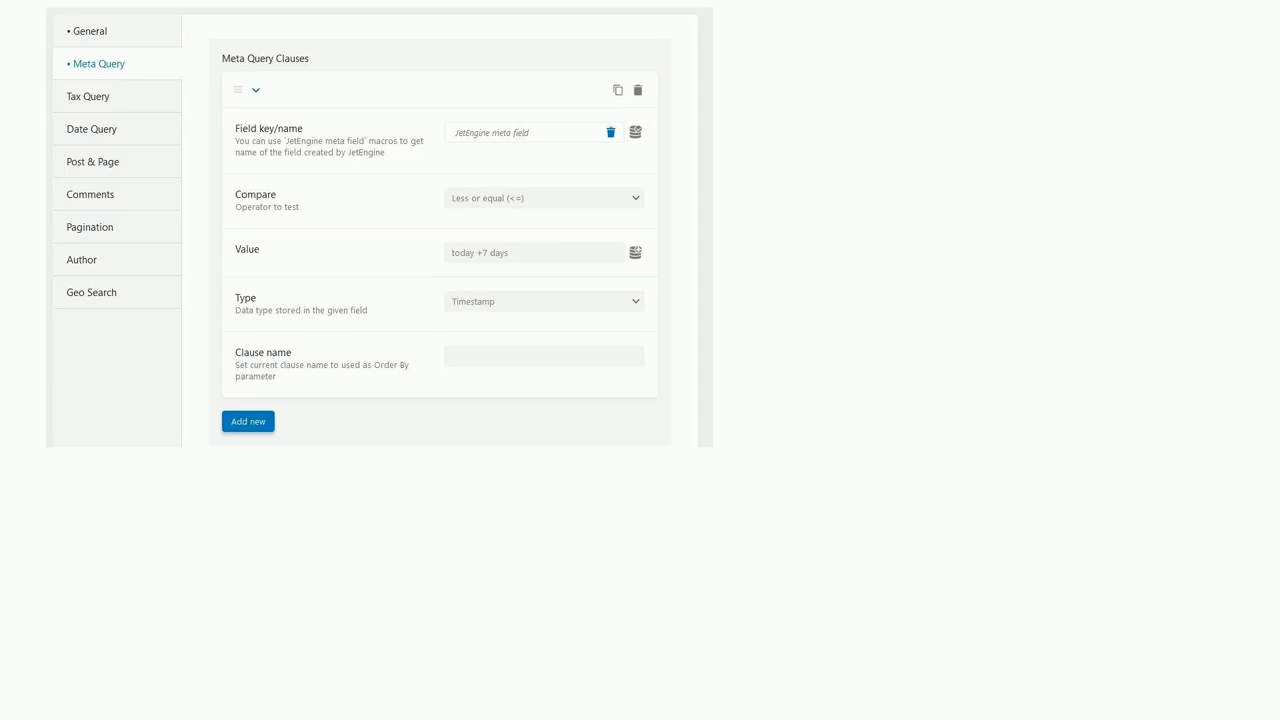 • General
• Meta Query
Tax Query
Date Query
Post & Page
Comments
Pagination
Author
Geo Search
Meta Query Clauses
Field key/name
You can use `JetEngine meta field` macros to get
name of the field created by JetEngine
JetEngine meta field
Compare
Operator to test
Less or equal (<=)
Value
today +7 days
Type
Data type stored in the given field
Timestamp
Clause name
Set current clause name to used as Order By
parameter
Add new